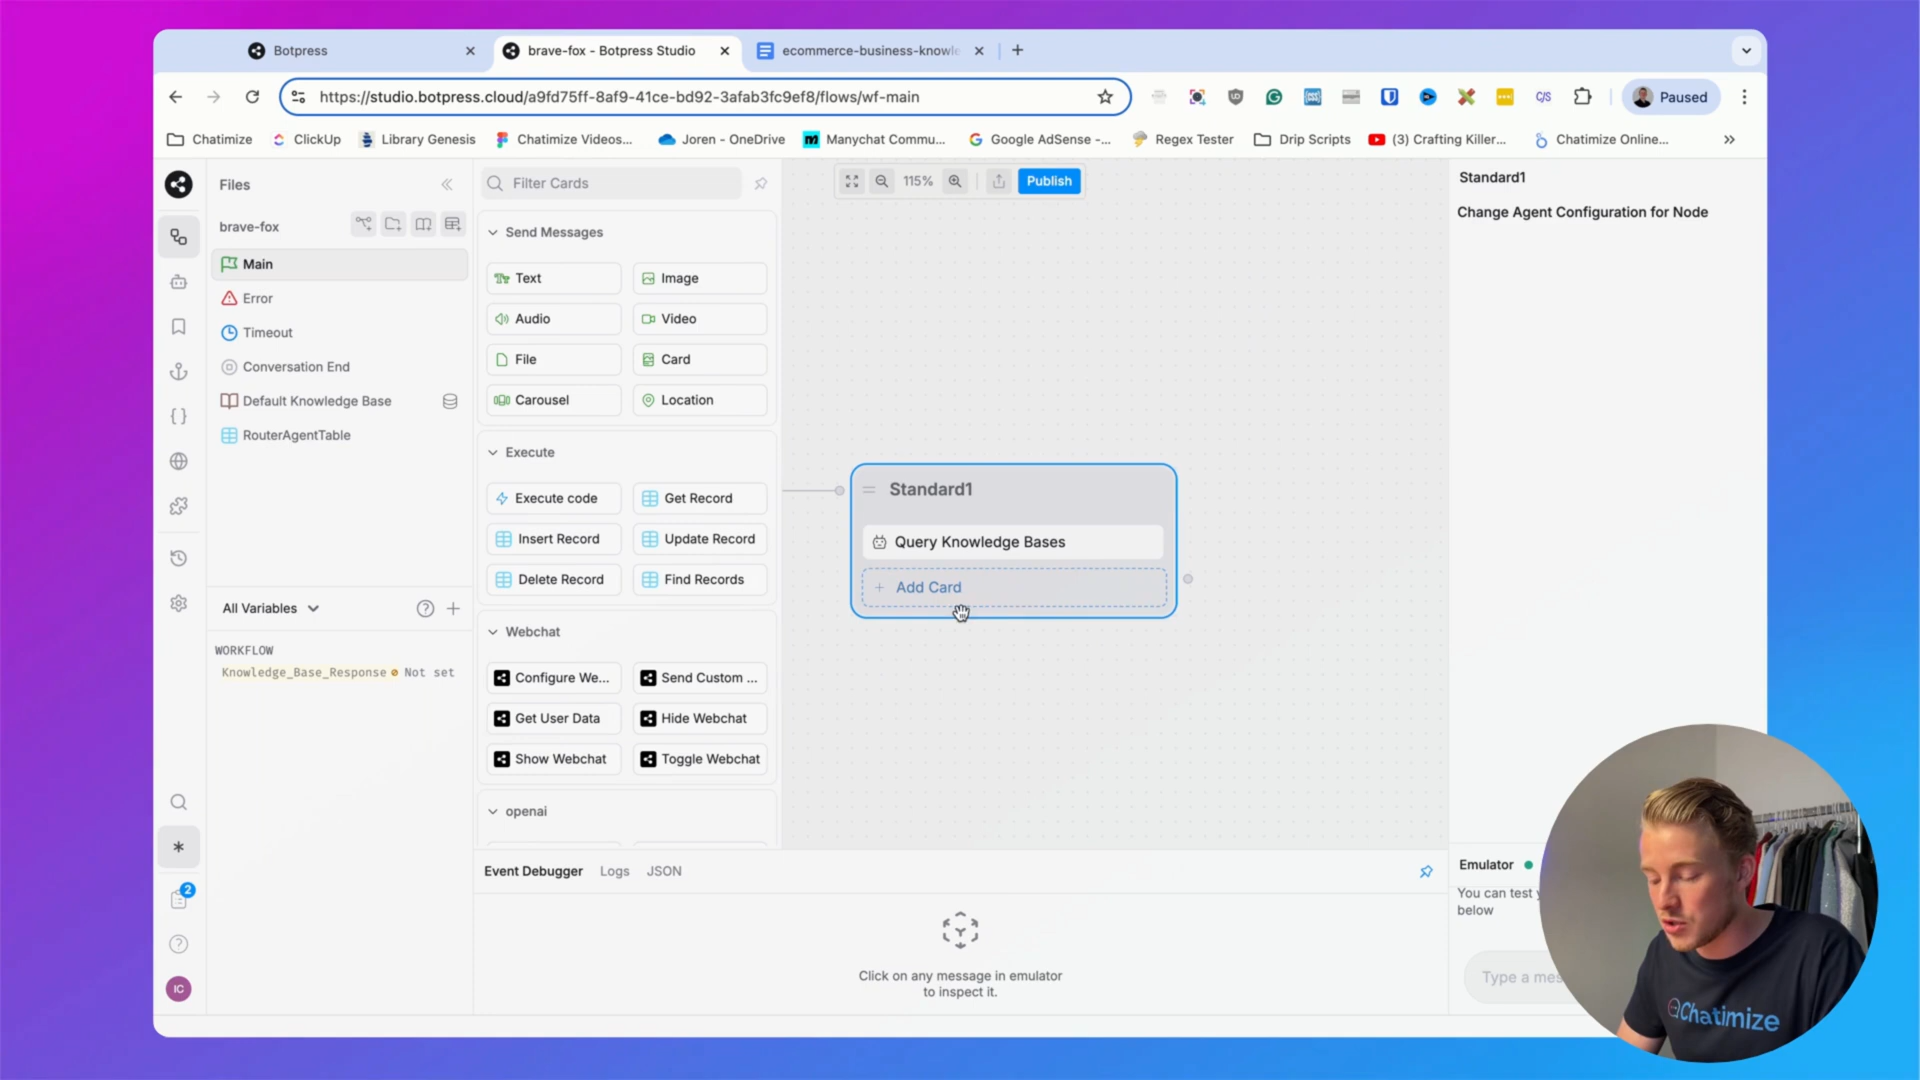 Botpress
brave-fox - Botpress Studio
ecommerce-business-knowle
https://studio.botpress.cloud/a9fd75ff-8af9-41ce-bd92-3afab3fc9ef8/flows/wf-main
Paused
Chatimize
ClickUp
Library Genesis
Chatimize Videos...
Joren - OneDrive
Manychat Commu...
Google AdSense -...
Regex Tester
Drip Scripts
(3) Crafting Killer...
Chatimize Online...
Files
brave-fox
Main
Error
Timeout
Conversation End
Default Knowledge Base
RouterAgentTable
All Variables
WORKFLOW
Knowledge_Base_Response Not set
2
IC
Filter Cards
Send Messages
Text
Image
Audio
Video
File
Card
Carousel
Location
Execute
Execute code
Get Record
Insert Record
Update Record
Delete Record
Find Records
Webchat
Configure We...
Send Custom ...
Get User Data
Hide Webchat
Show Webchat
Toggle Webchat
openai
115%
Publish
Standard1
Query Knowledge Bases
+ Add Card
Event Debugger
Logs
JSON
Click on any message in emulator
to inspect it.
Standard1
Change Agent Configuration for Node
Emulator
You can test
below
Type a mes
Chatimize